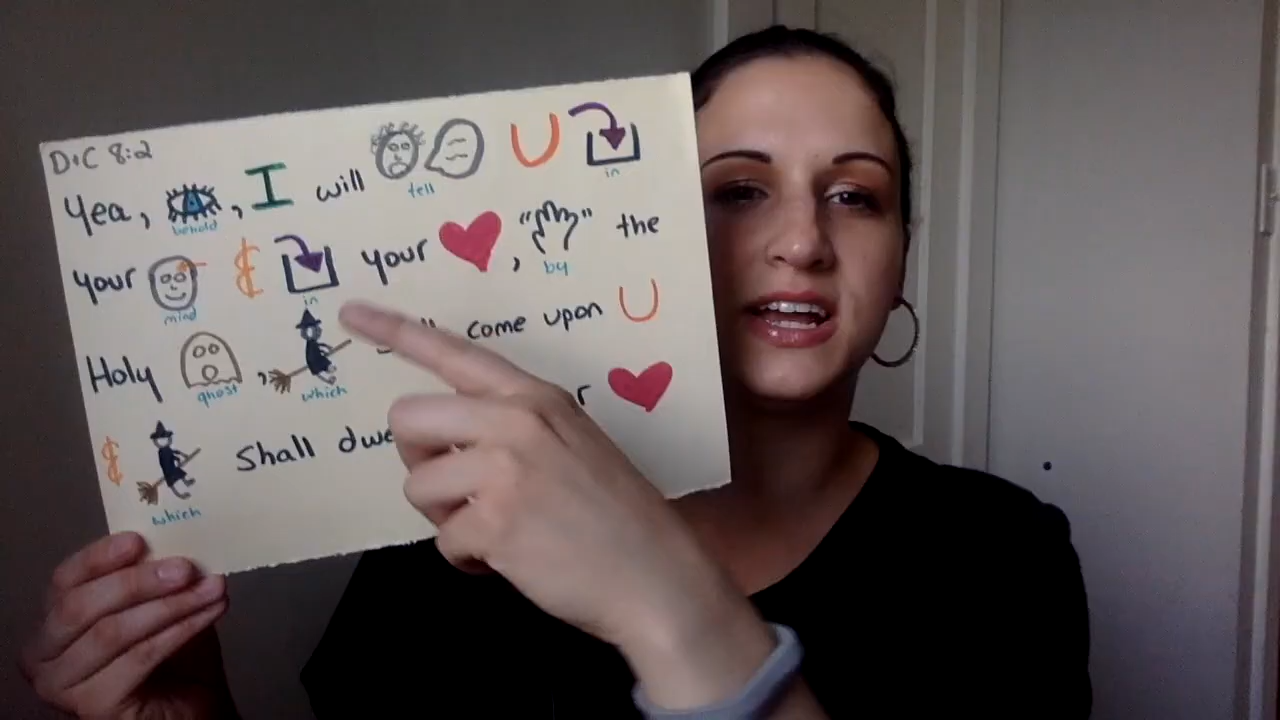 D+C 8:2
Yea, behold, I will tell U in
your mind & in your , " " by the
Holy ghost , which come upon U
& which Shall